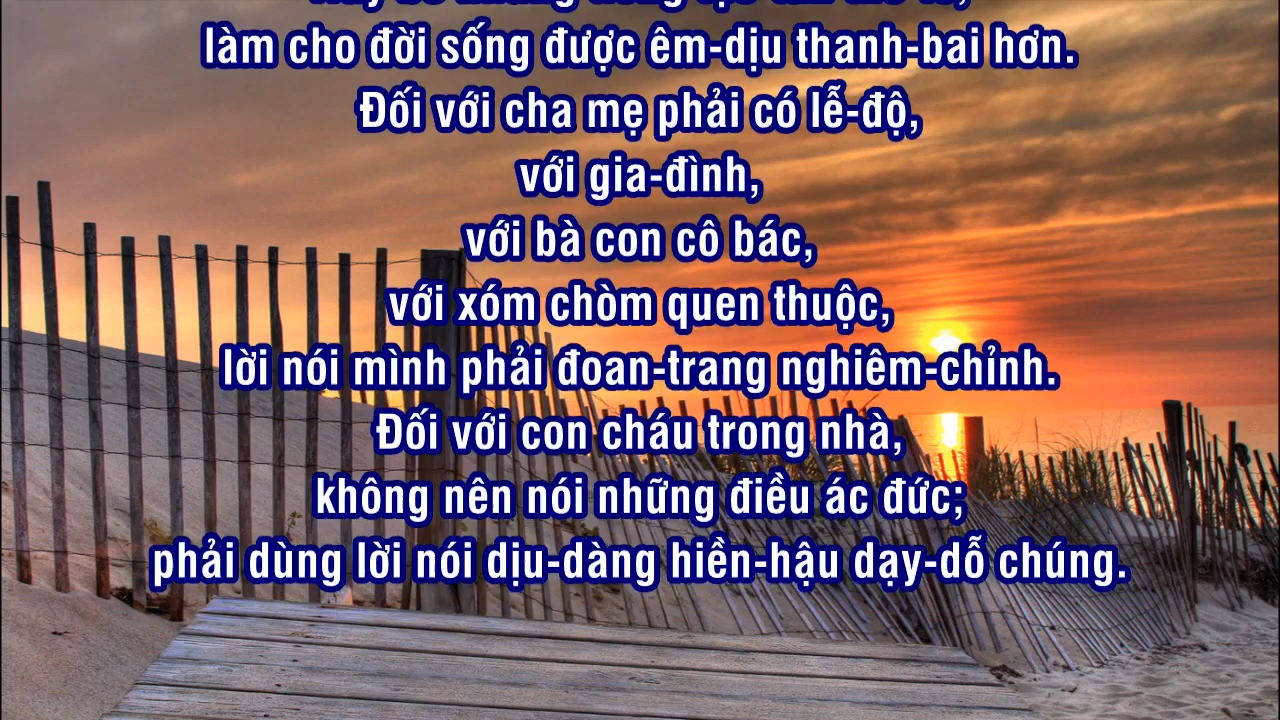 làm cho đời sống được êm-dịu thanh-bai hơn.
Đối với cha mẹ phải có lễ-độ,
với gia-đình,
với bà con cô bác,
với xóm chòm quen thuộc,
lời nói mình phải đoan-trang nghiêm-chỉnh.
Đối với con cháu trong nhà,
không nên nói những điều ác đức;
phải dùng lời nói dịu-dàng hiền-hậu dạy-dỗ chúng.